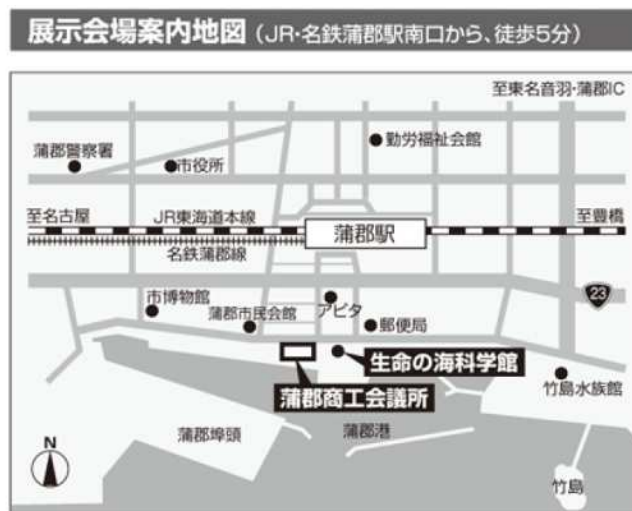 展示会場案内地図（JR・名鉄蒲郡駅南口から、徒歩5分）
至東名音羽・蒲郡IC
勤労福祉会館
蒲郡警察署
市役所
至名古屋
JR東海道本線
蒲郡駅
至豊橋
名鉄蒲郡線
23
市博物館
アピタ
蒲郡市民会館
郵便局
生命の海科学館
竹島水族館
蒲郡商工会議所
蒲郡埠頭
蒲郡港
N
竹島